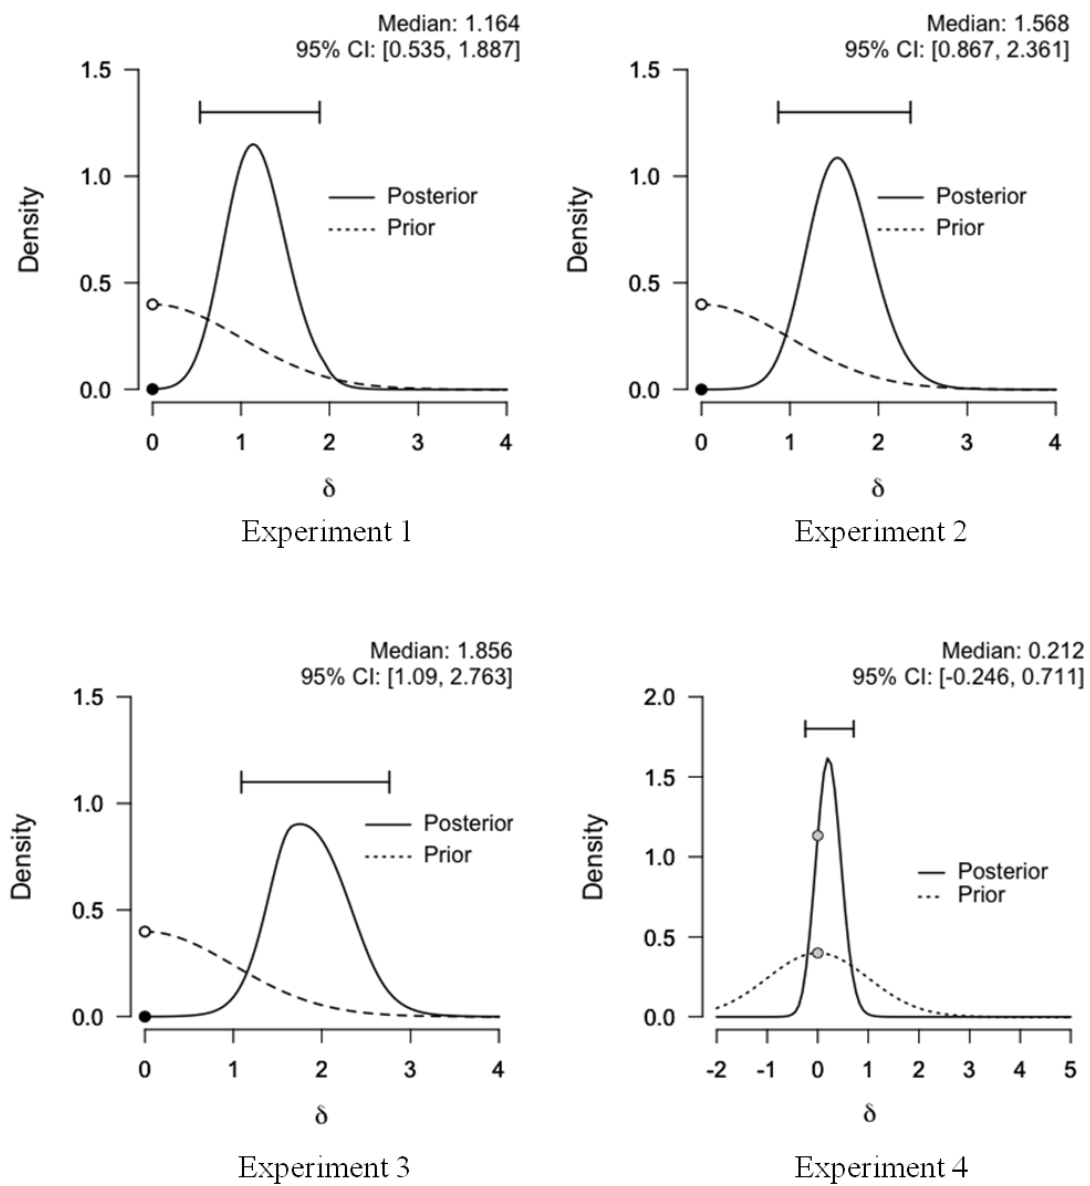 Median: 1.164
95% CI: [0.535, 1.887]
1.5
1.0
0.5
0.0
Density
Posterior
Prior
0 1 2 3 4
δ
Experiment 1
Median: 1.568
95% CI: [0.867, 2.361]
1.5
1.0
0.5
0.0
Density
Posterior
Prior
0 1 2 3 4
δ
Experiment 2
Median: 1.856
95% CI: [1.09, 2.763]
1.5
1.0
0.5
0.0
Density
Posterior
Prior
0 1 2 3 4
δ
Experiment 3
Median: 0.212
95% CI: [-0.246, 0.711]
2.0
1.5
1.0
0.5
0.0
Density
Posterior
Prior
-2 -1 0 1 2 3 4 5
δ
Experiment 4